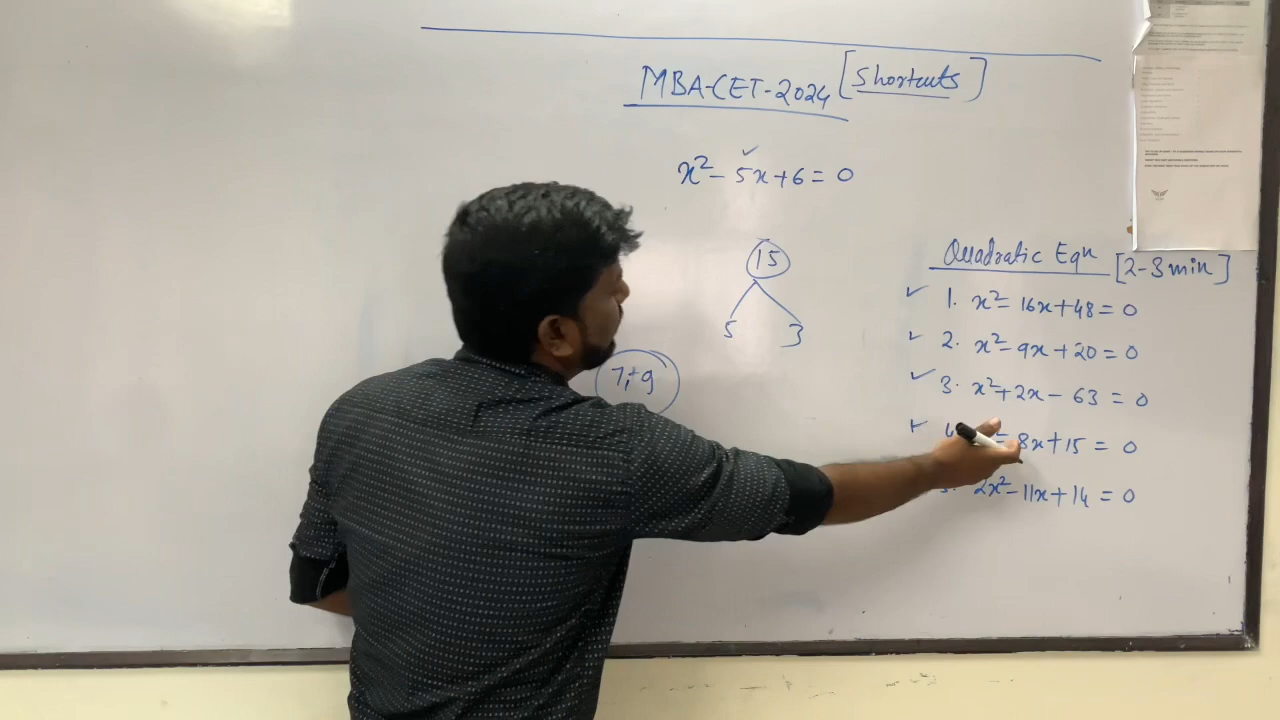 MBA-CET-2024 [Shortcuts]
x²- 5x+6=0
15
5 3
7,+9
Quadratic Eqn [2-3min]
1. x²- 16x+48=0
2. x²- 9x+20=0
3. x²+2x- 63=0
8x+15=0
2x²-11x+14=0